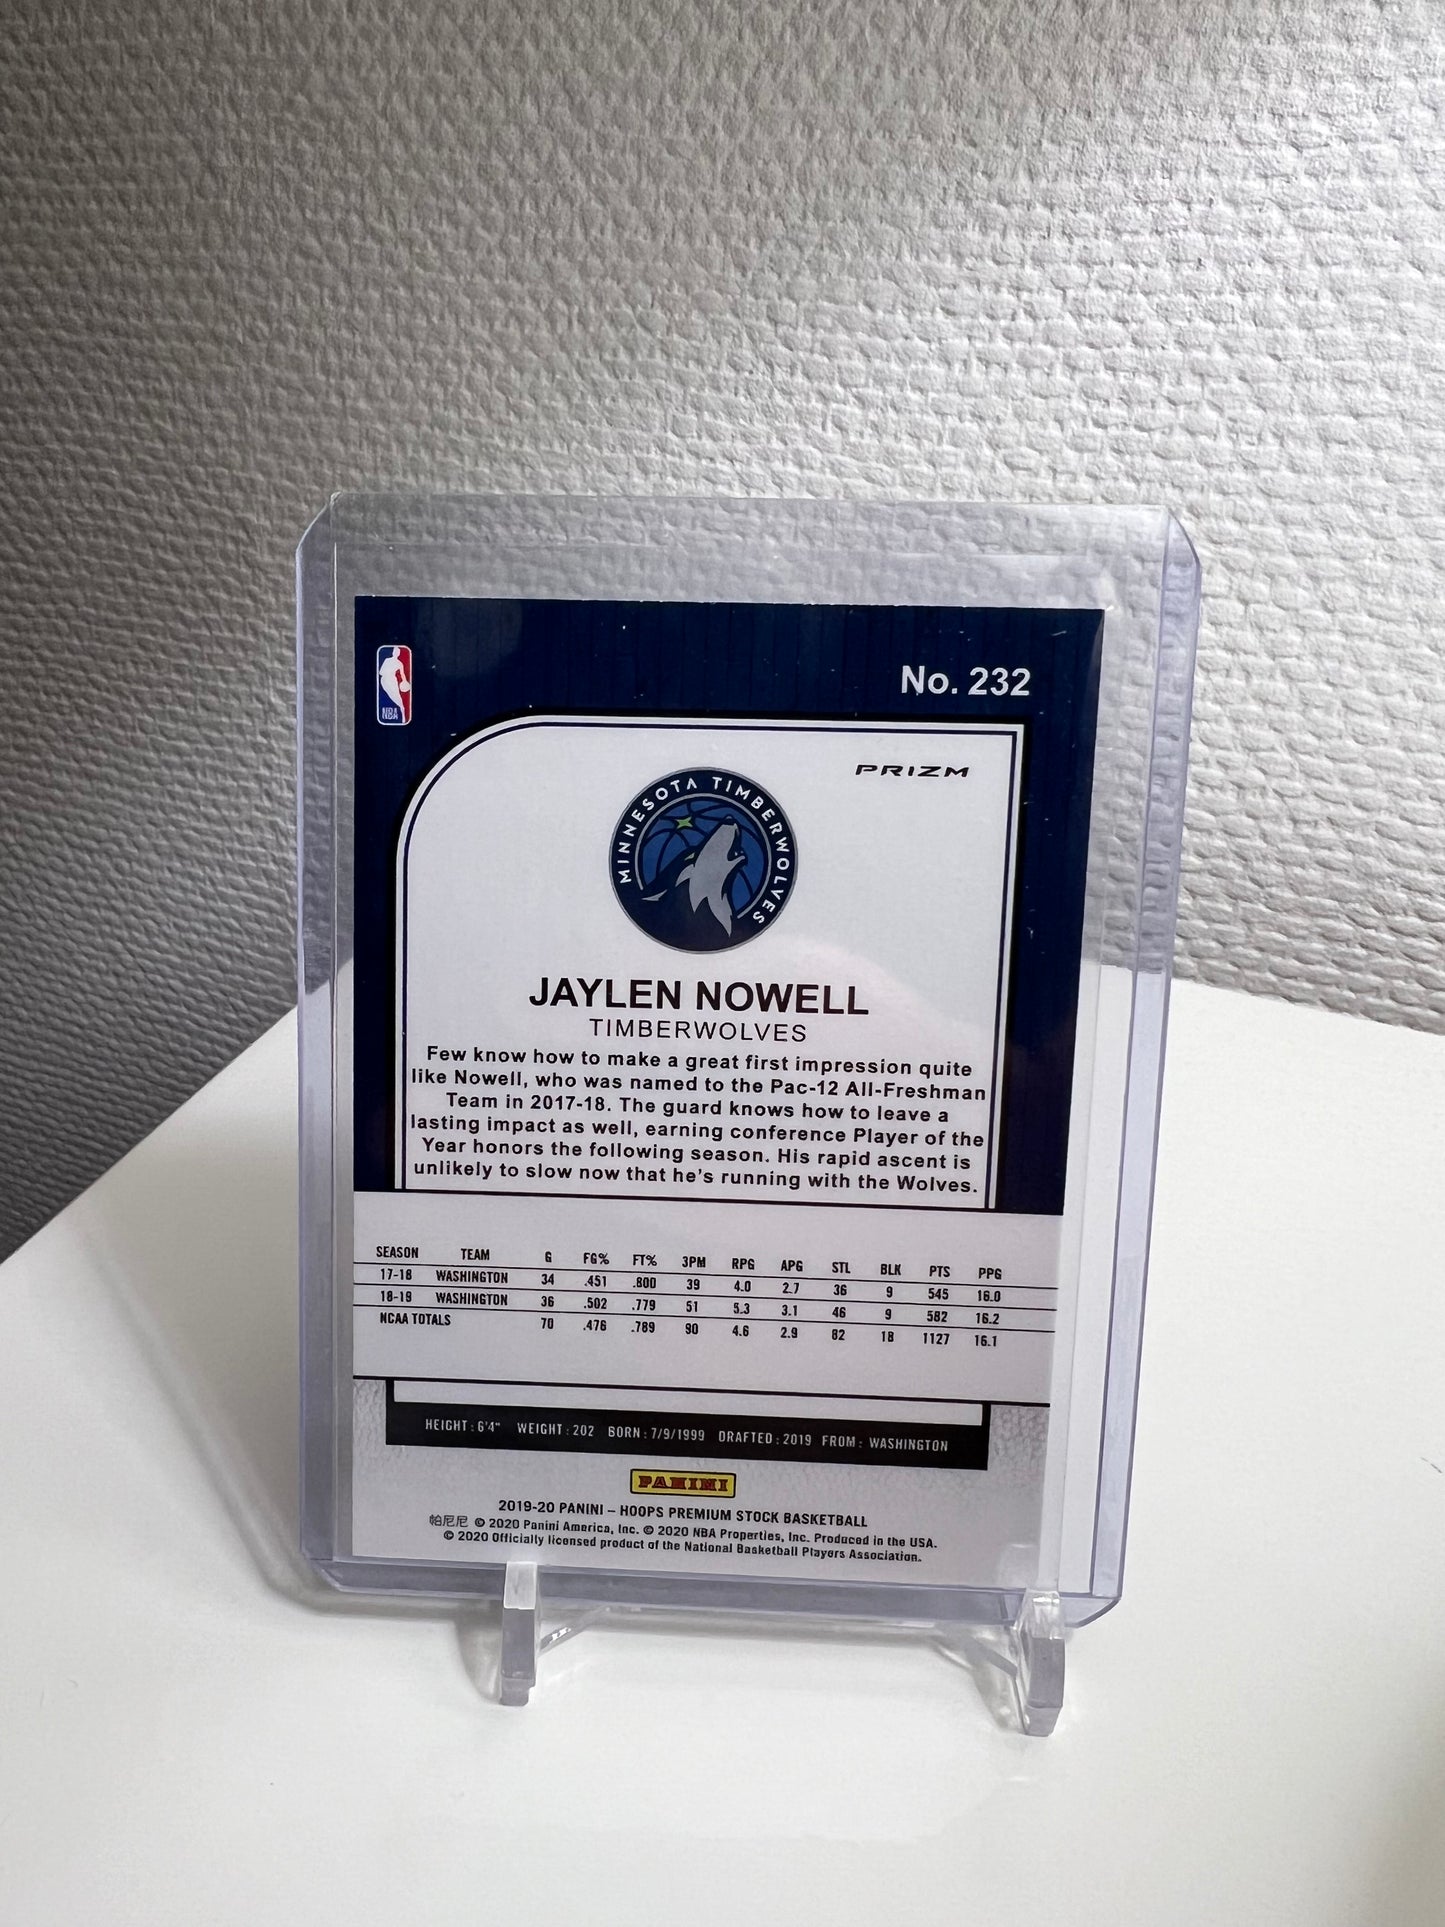 NBA
No. 232
PRIZM
MINNESOTA TIMBERWOLVES
JAYLEN NOWELL
TIMBERWOLVES
Few know how to make a great first impression quite
like Nowell, who was named to the Pac-12 All-Freshman
Team in 2017-18. The guard knows how to leave a
lasting impact as well, earning conference Player of the
Year honors the following season. His rapid ascent is
unlikely to slow now that he's running with the Wolves.
SEASON TEAM G FG% FT% 3PM RPG APG STL BLK PTS PPG
17-18 WASHINGTON 34 .451 .800 39 4.0 2.7 36 9 545 16.0
18-19 WASHINGTON 36 .502 .779 51 5.3 3.1 46 9 582 16.2
NCAA TOTALS 70 .476 .789 90 4.6 2.9 82 18 1127 16.1
HEIGHT : 6'4" WEIGHT : 202 BORN : 7/9/1999 DRAFTED : 2019 FROM : WASHINGTON
PANINI
2019-20 PANINI – HOOPS PREMIUM STOCK BASKETBALL
帕尼尼 © 2020 Panini America, Inc. © 2020 NBA Properties, Inc. Produced in the USA.
© 2020 Officially licensed product of the National Basketball Players Association.